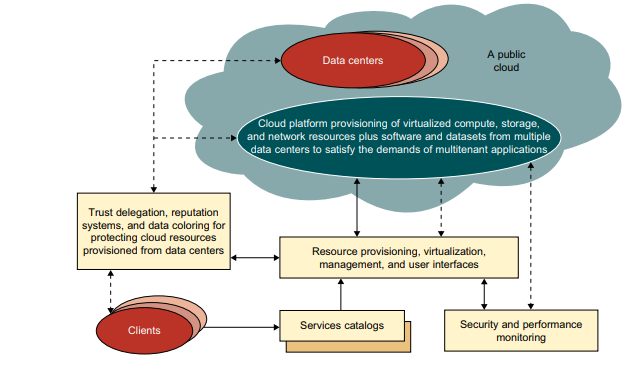 Data centers
A public
cloud
Cloud platform provisioning of virtualized compute, storage,
and network resources plus software and datasets from multiple
data centers to satisfy the demands of multitenant applications
Trust delegation, reputation
systems, and data coloring for
protecting cloud resources
provisioned from data centers
Resource provisioning, virtualization,
management, and user interfaces
Clients
Services catalogs
Security and performance
monitoring